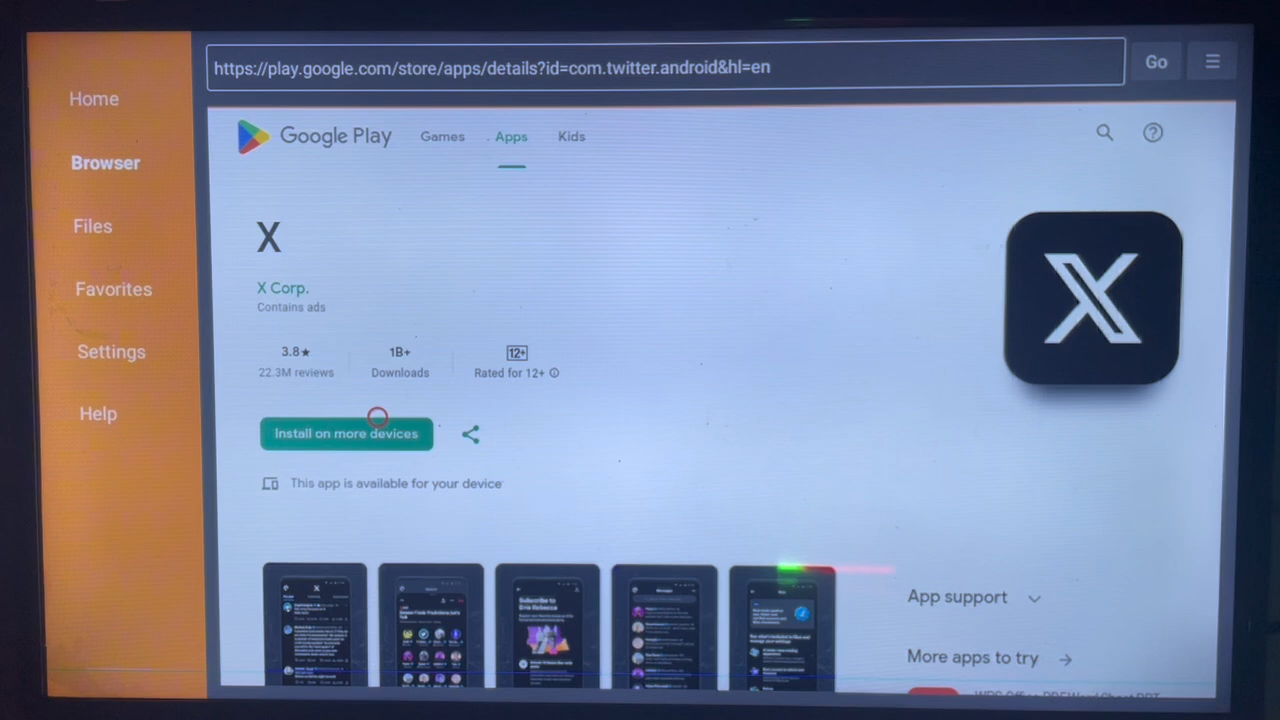 https://play.google.com/store/apps/details?id=com.twitter.android&hl=en
Go
Home
Browser
Files
Favorites
Settings
Help
Google Play
Games
Apps
Kids
X
X Corp.
Contains ads
3.8★
22.3M reviews
1B+
Downloads
12+
Rated for 12+
Install on more devices
This app is available for your device
Subscribe to
App support
More apps to try